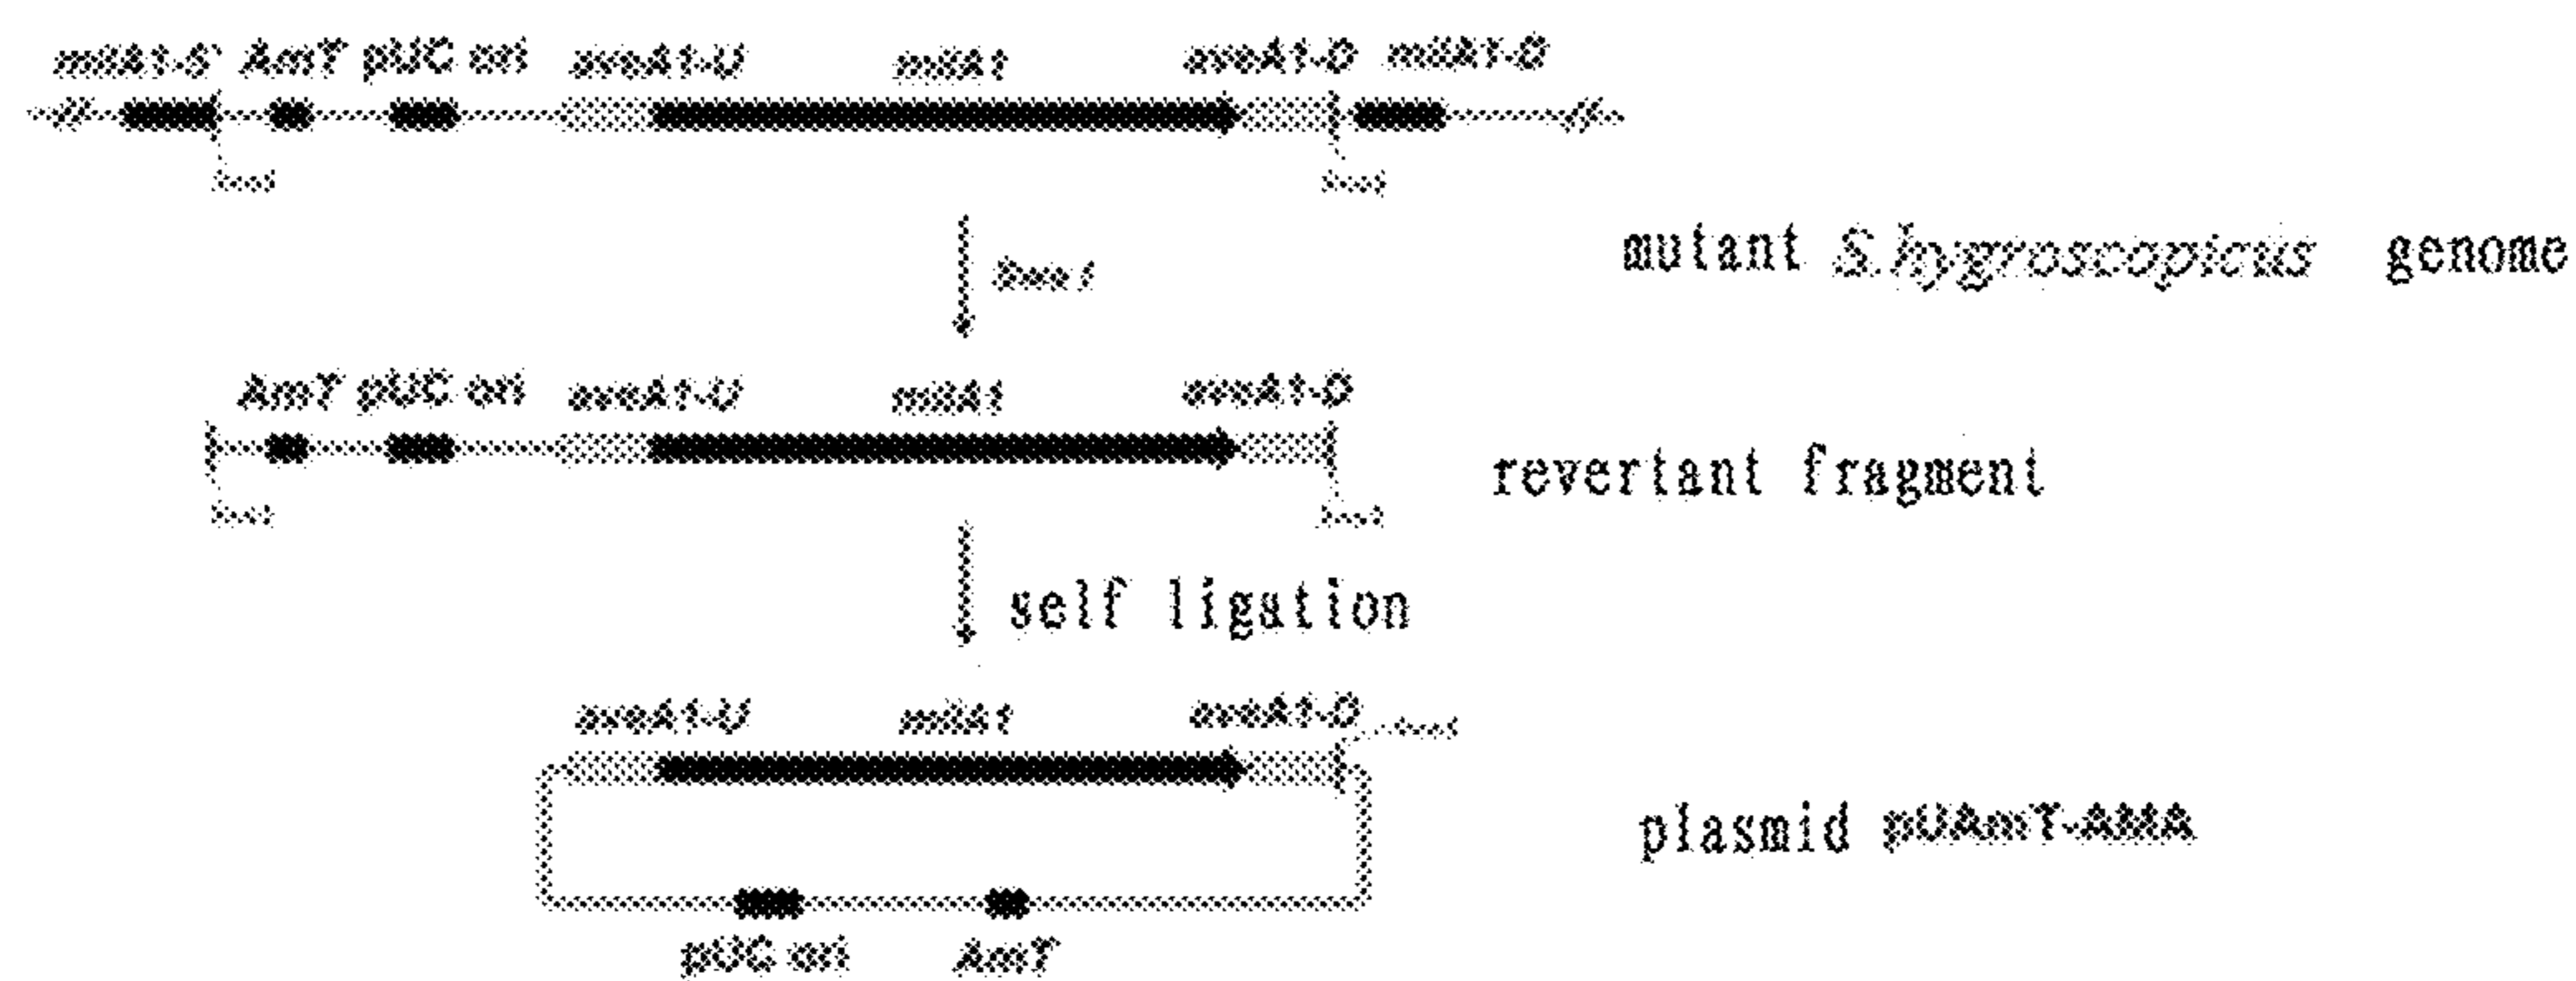 AmT pUC ori aveA1-U milA1 aveA1-D milA1-D
mutant S.hygroscopicus genome
AmT pUC ori aveA1-U milA1 aveA1-D
revertant fragment
self ligation
aveA1-U milA1 aveA1-D
plasmid pUAmT-AMA
pUC ori AmT